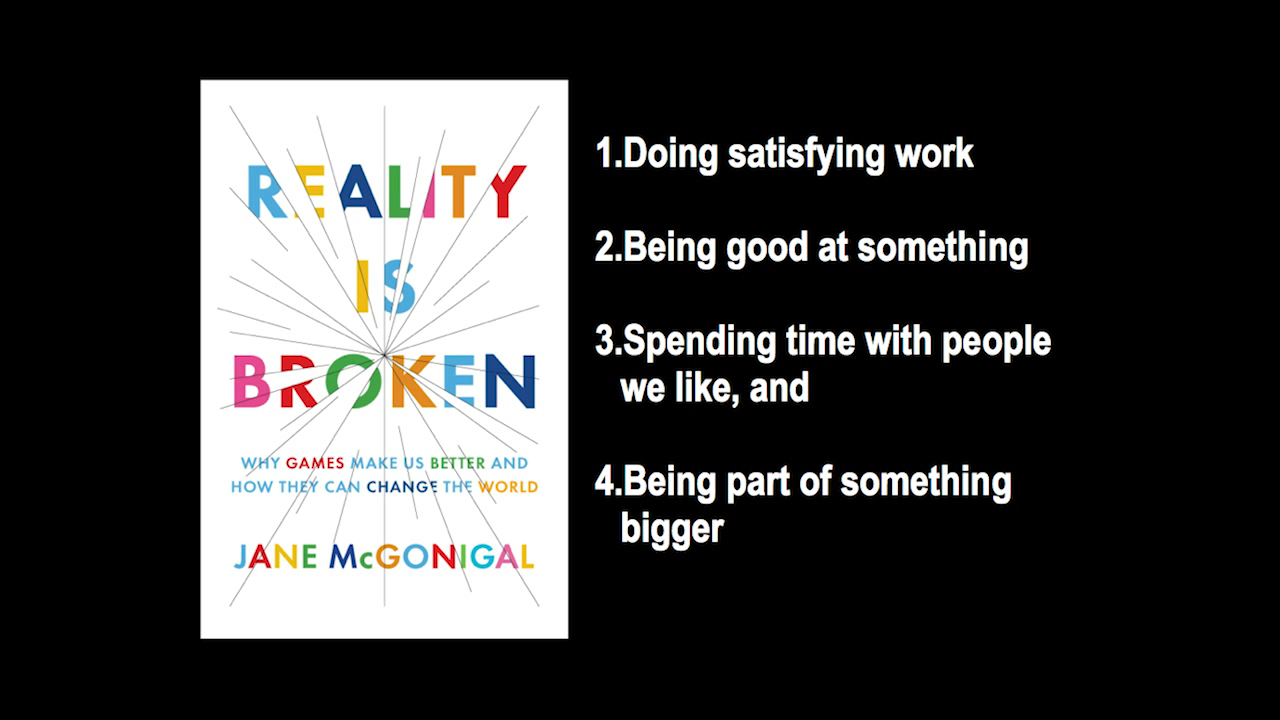 REALITY
IS
BROKEN
WHY GAMES MAKE US BETTER AND
HOW THEY CAN CHANGE THE WORLD
JANE McGONIGAL
1.Doing satisfying work
2.Being good at something
3.Spending time with people
we like, and
4.Being part of something
bigger